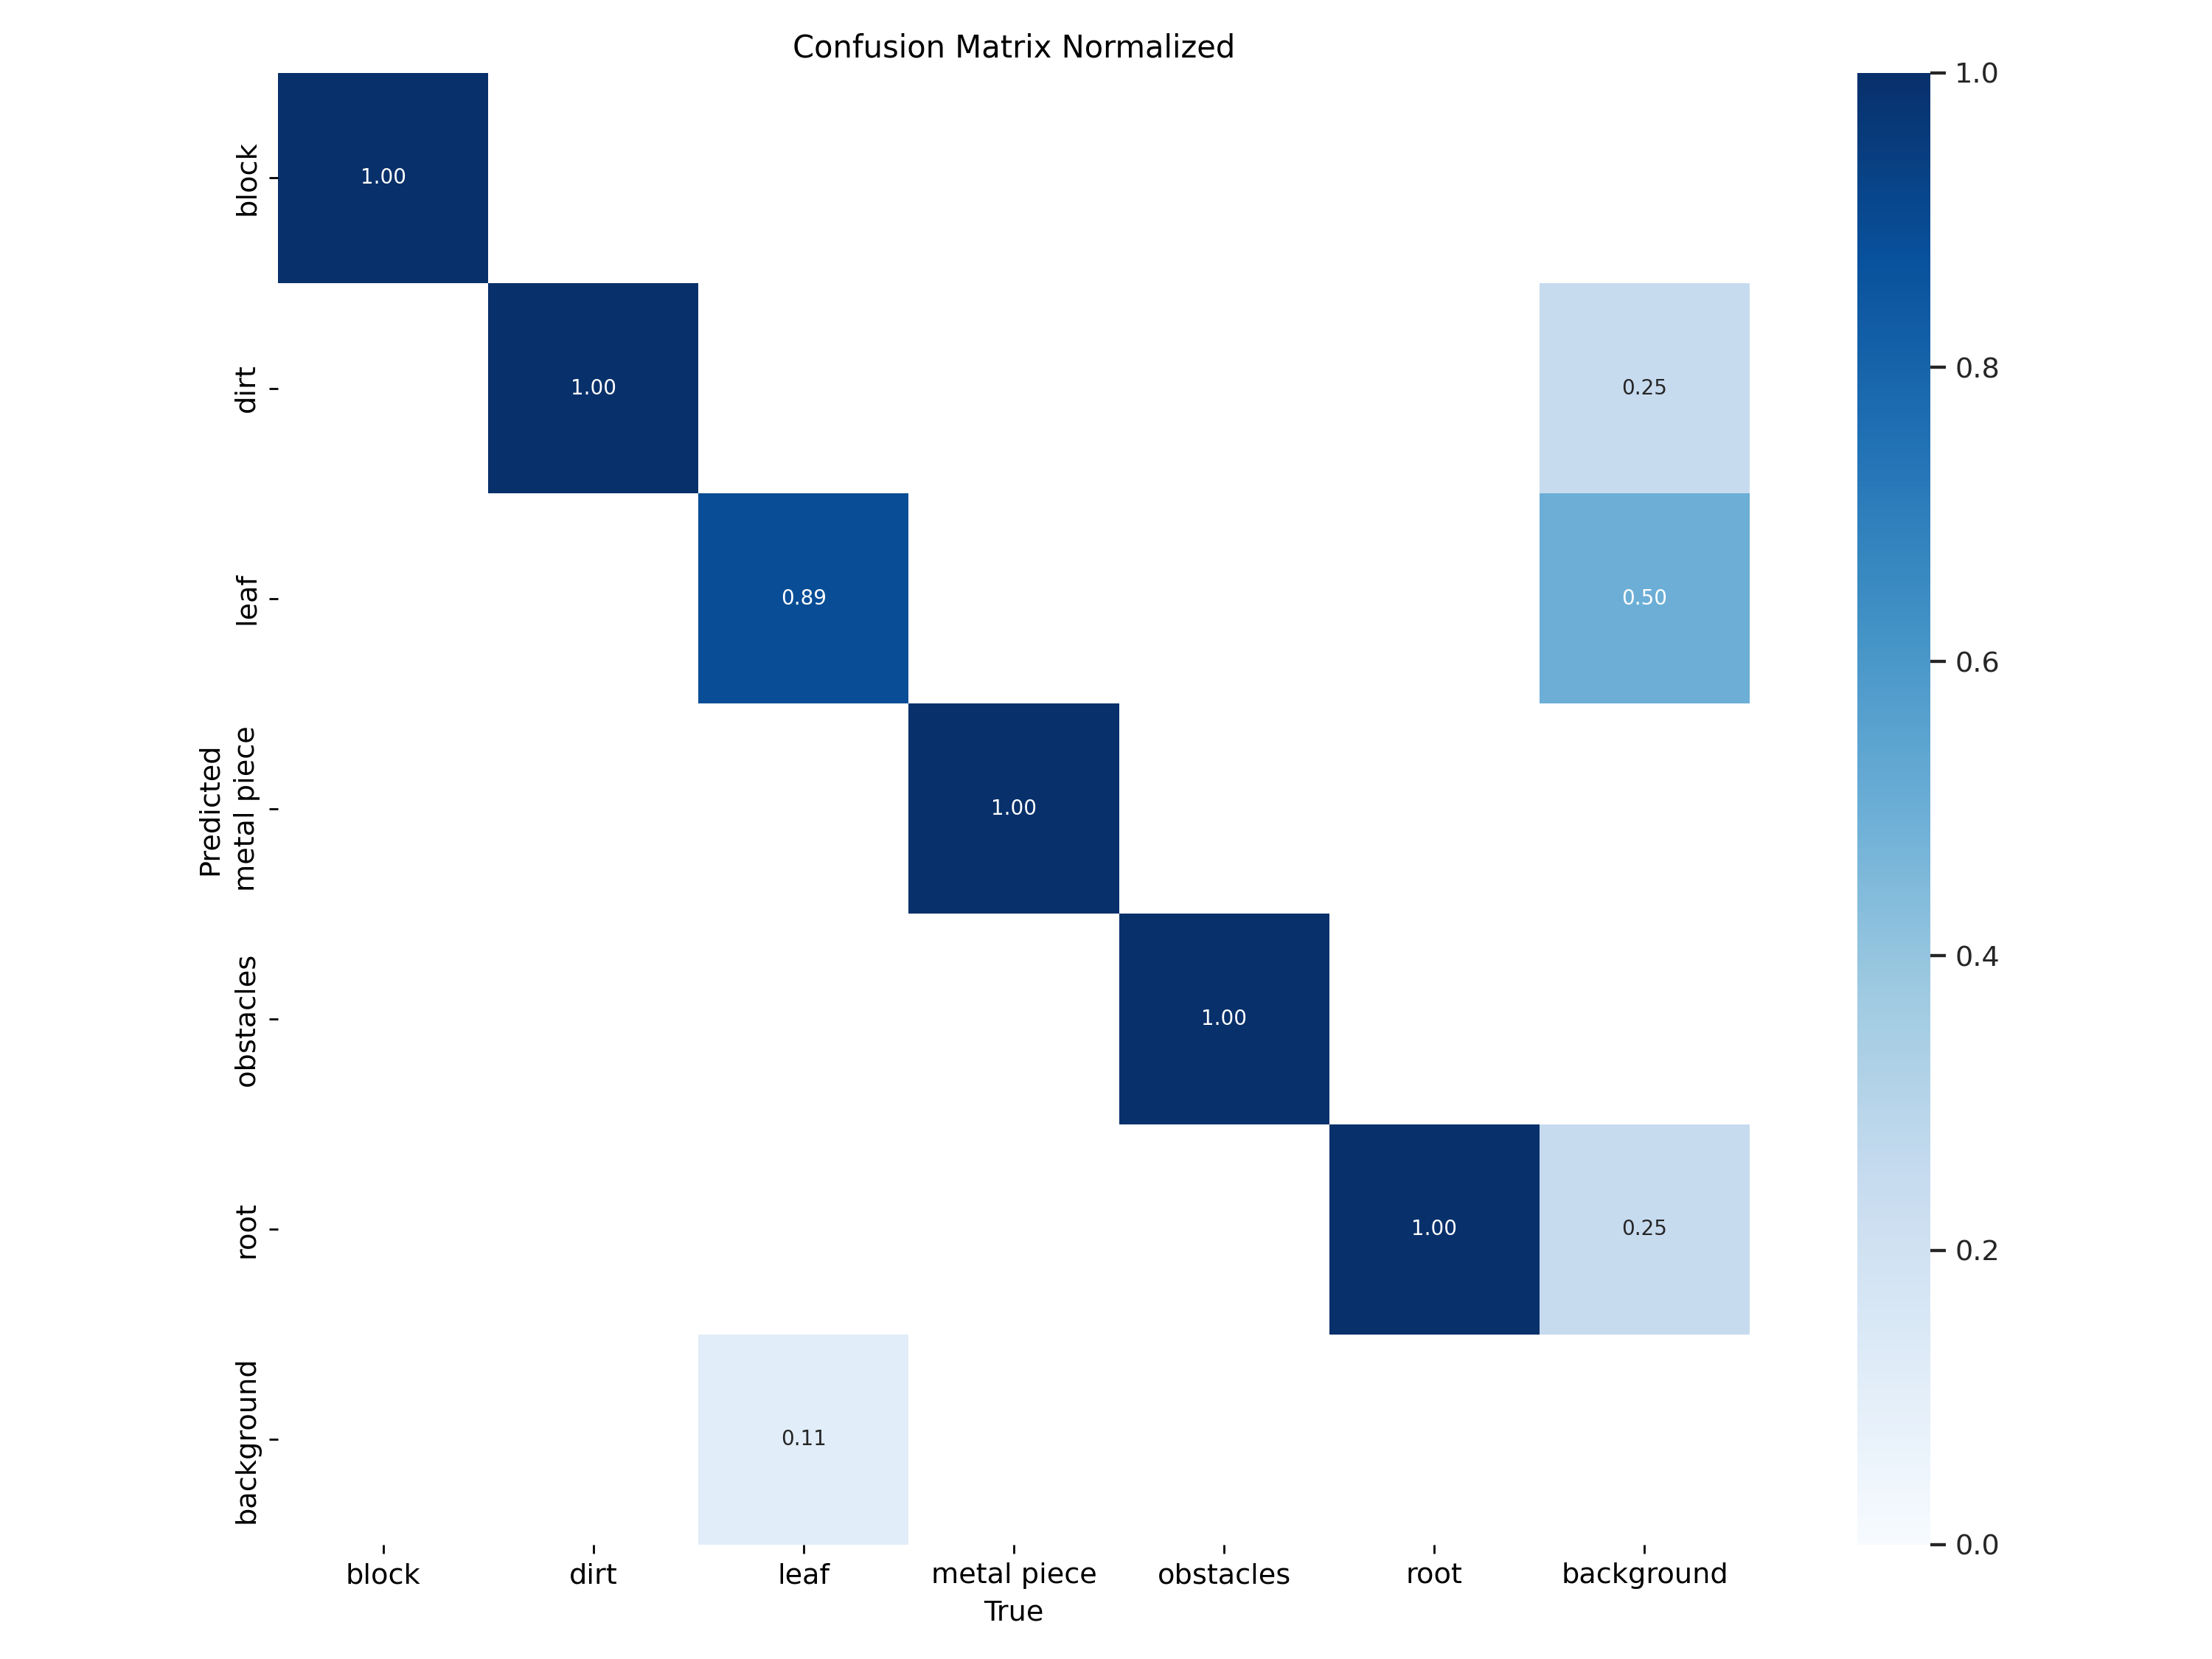 Confusion Matrix Normalized
block
1.00
dirt
1.00
0.25
leaf
0.89
0.50
metal piece
1.00
obstacles
1.00
root
1.00
0.25
background
0.11
Predicted
block
dirt
leaf
metal piece
obstacles
root
background
True
1.0
0.8
0.6
0.4
0.2
0.0